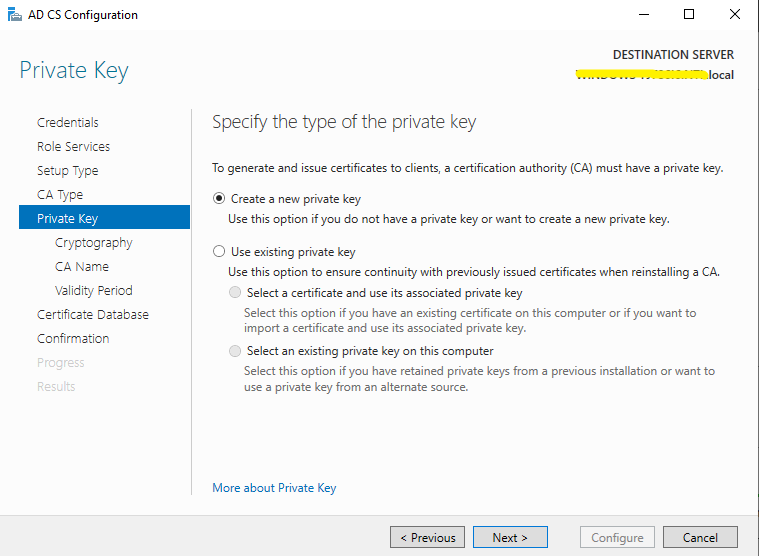 AD CS Configuration
Private Key
DESTINATION SERVER
.local
Credentials
Role Services
Setup Type
CA Type
Private Key
Cryptography
CA Name
Validity Period
Certificate Database
Confirmation
Progress
Results
Specify the type of the private key
To generate and issue certificates to clients, a certification authority (CA) must have a private key.
Create a new private key
Use this option if you do not have a private key or want to create a new private key.
Use existing private key
Use this option to ensure continuity with previously issued certificates when reinstalling a CA.
Select a certificate and use its associated private key
Select this option if you have an existing certificate on this computer or if you want to
import a certificate and use its associated private key.
Select an existing private key on this computer
Select this option if you have retained private keys from a previous installation or want to
use a private key from an alternate source.
More about Private Key
< Previous
Next >
Configure
Cancel